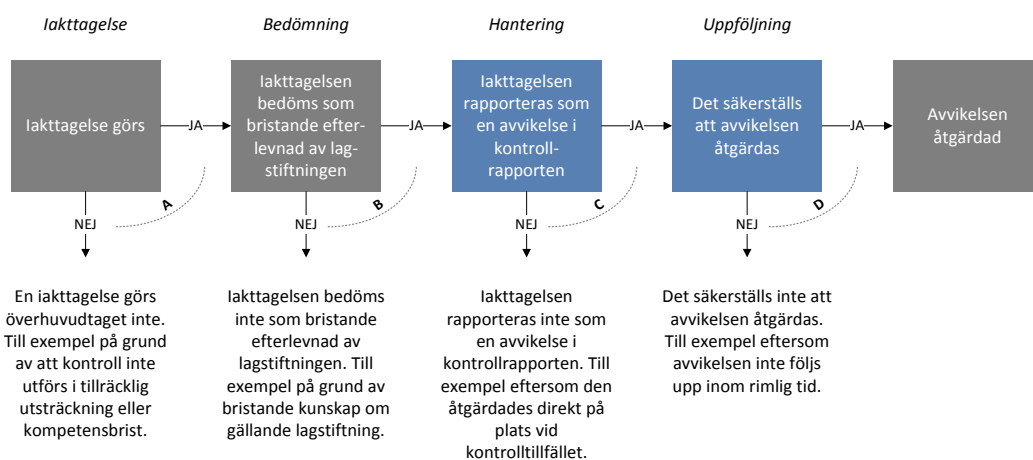 Iakttagelse
Bedömning
Hantering
Uppföljning
Iakttagelse görs
JA
Iakttagelsen
bedöms som
bristande efter-
levnad av lag-
stiftningen
JA
Iakttagelsen
rapporteras som
en avvikelse i
kontroll-
rapporten
JA
Det säkerställs
att avvikelsen
åtgärdas
JA
Avvikelsen
åtgärdad
NEJ
A
NEJ
B
NEJ
C
NEJ
D
En iakttagelse görs
överhuvudtaget inte.
Till exempel på grund
av att kontroll inte
utförs i tillräcklig
utsträckning eller
kompetensbrist.
Iakttagelsen bedöms
inte som bristande
efterlevnad av
lagstiftningen. Till
exempel på grund av
bristande kunskap om
gällande lagstiftning.
Iakttagelsen
rapporteras inte som
en avvikelse i
kontrollrapporten. Till
exempel eftersom den
åtgärdades direkt på
plats vid
kontrolltillfället.
Det säkerställs inte att
avvikelsen åtgärdas.
Till exempel eftersom
avvikelsen inte följs
upp inom rimlig tid.